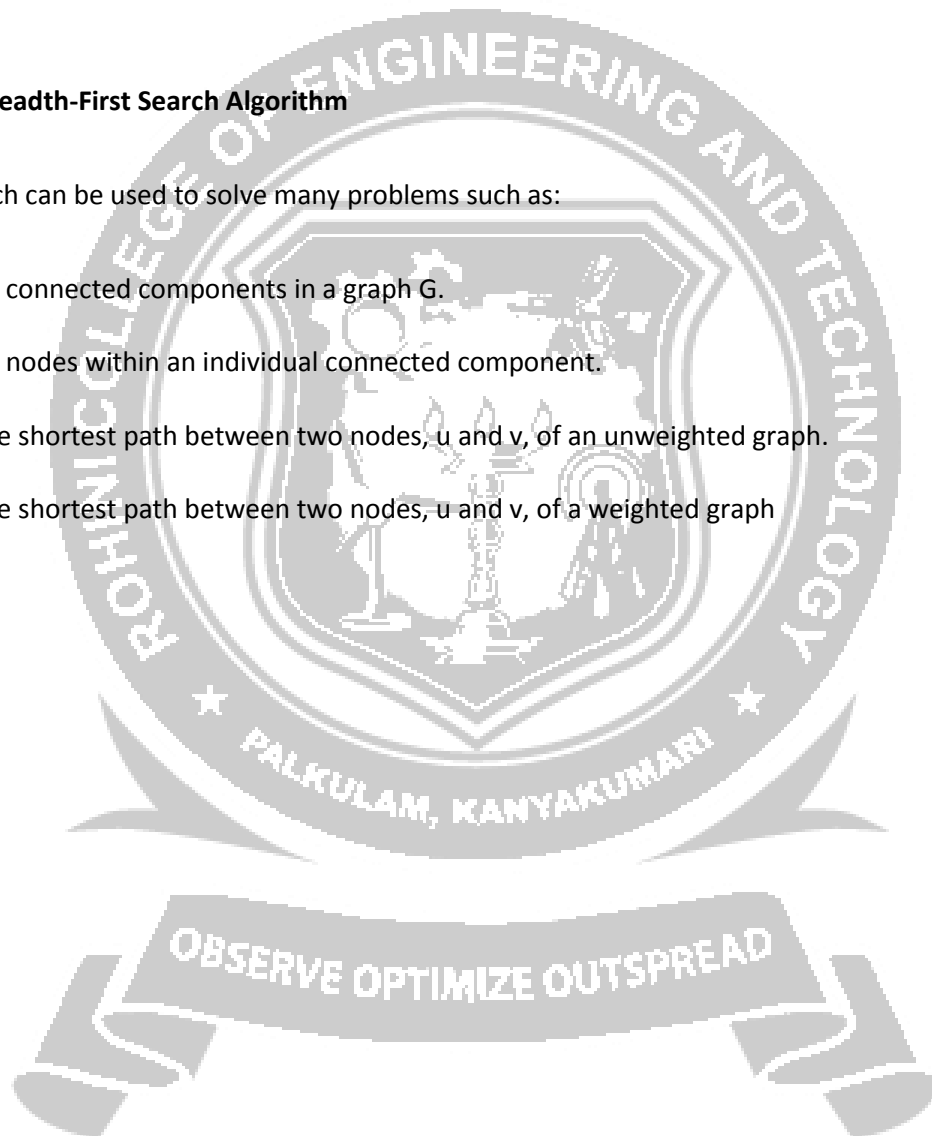 eadth-First Search Algorithm
ch can be used to solve many problems such as:
connected components in a graph G.
nodes within an individual connected component.
e shortest path between two nodes, u and v, of an unweighted graph.
e shortest path between two nodes, u and v, of a weighted graph
ROHINI COLLEGE OF ENGINEERING AND TECHNOLOGY
PALKULAM, KANYAKUMARI
OBSERVE OPTIMIZE OUTSPREAD